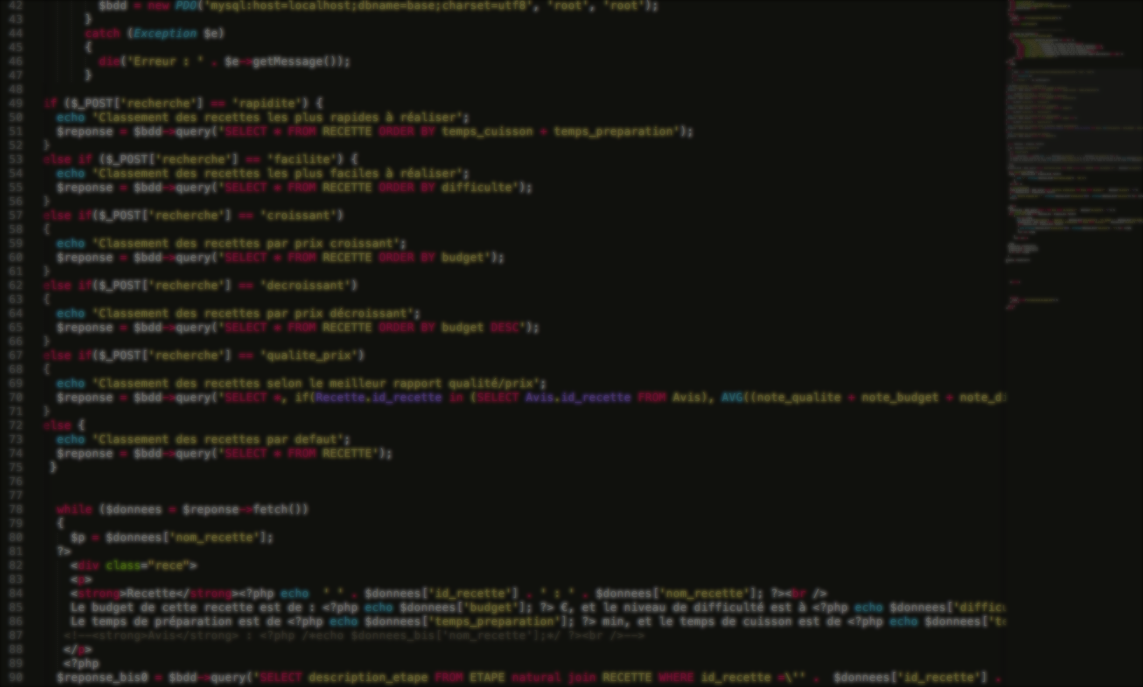 42 $bdd = new PDO('mysql:host=localhost;dbname=base;charset=utf8', 'root', 'root');
43 }
44 catch (Exception $e)
45 {
46 die('Erreur : ' . $e->getMessage());
47 }
48
49 if ($_POST['recherche'] == 'rapidite') {
50 echo 'Classement des recettes les plus rapides à réaliser';
51 $reponse = $bdd->query('SELECT * FROM RECETTE ORDER BY temps_cuisson + temps_preparation');
52 }
53 else if ($_POST['recherche'] == 'facilite') {
54 echo 'Classement des recettes les plus faciles à réaliser';
55 $reponse = $bdd->query('SELECT * FROM RECETTE ORDER BY difficulte');
56 }
57 else if($_POST['recherche'] == 'croissant')
58 {
59 echo 'Classement des recettes par prix croissant';
60 $reponse = $bdd->query('SELECT * FROM RECETTE ORDER BY budget');
61 }
62 else if($_POST['recherche'] == 'decroissant')
63 {
64 echo 'Classement des recettes par prix décroissant';
65 $reponse = $bdd->query('SELECT * FROM RECETTE ORDER BY budget DESC');
66 }
67 else if($_POST['recherche'] == 'qualite_prix')
68 {
69 echo 'Classement des recettes selon le meilleur rapport qualité/prix';
70 $reponse = $bdd->query('SELECT *, if(Recette.id_recette in (SELECT Avis.id_recette FROM Avis), AVG((note_qualite + note_budget + note_d
71 }
72 else {
73 echo 'Classement des recettes par defaut';
74 $reponse = $bdd->query('SELECT * FROM RECETTE');
75 }
76
77
78 while ($donnees = $reponse->fetch())
79 {
80 $p = $donnees['nom_recette'];
81 ?>
82 <div class="rece">
83 <p>
84 <strong>Recette</strong><?php echo ' ' . $donnees['id_recette'] . ' : ' . $donnees['nom_recette']; ?><br />
85 Le budget de cette recette est de : <?php echo $donnees['budget']; ?> €, et le niveau de difficulté est à <?php echo $donnees['diffic
86 Le temps de préparation est de <?php echo $donnees['temps_preparation']; ?> min, et le temps de cuisson est de <?php echo $donnees['t
87 <!--<strong>Avis</strong> : <?php /*echo $donnees_bis['nom_recette'];*/ ?><br />-->
88 </p>
89 <?php
90 $reponse_bis0 = $bdd->query('SELECT description_etape FROM ETAPE natural join RECETTE WHERE id_recette =\'' . $donnees['id_recette'] .